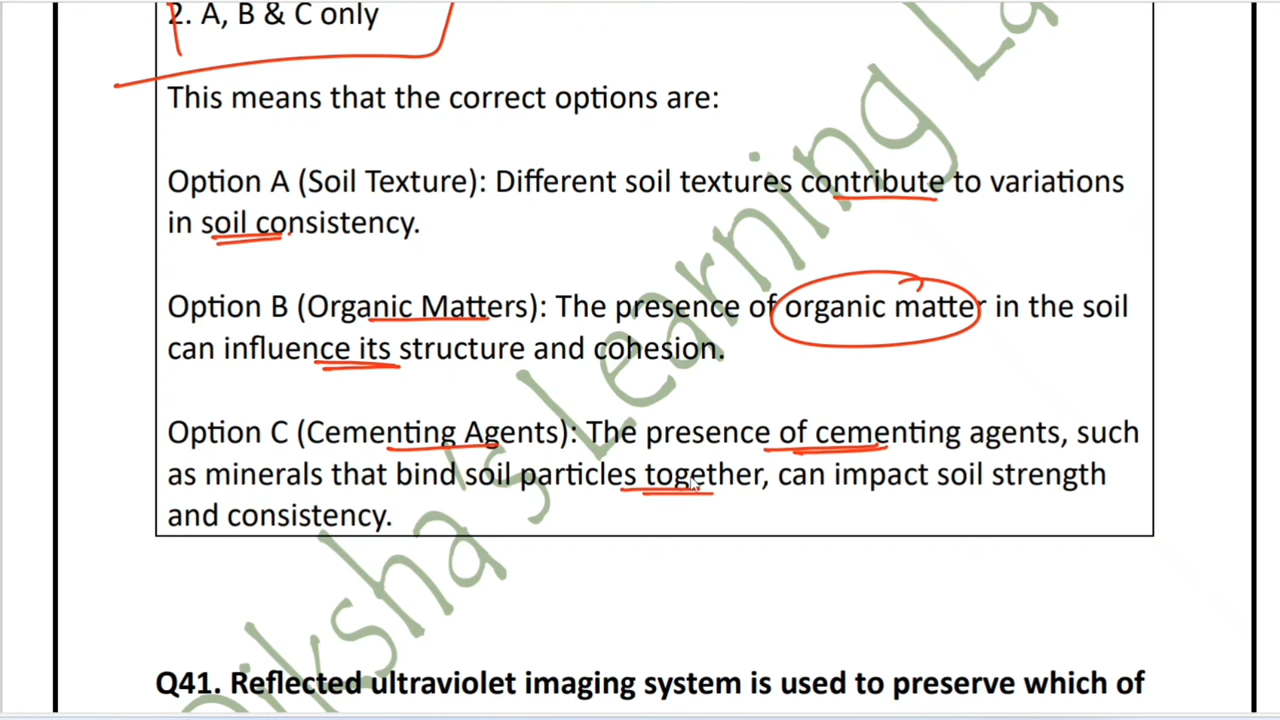 2. A, B & C only
This means that the correct options are:
Option A (Soil Texture): Different soil textures contribute to variations
in soil consistency.
Option B (Organic Matters): The presence of organic matter in the soil
can influence its structure and cohesion.
Option C (Cementing Agents): The presence of cementing agents, such
as minerals that bind soil particles together, can impact soil strength
and consistency.
Q41. Reflected ultraviolet imaging system is used to preserve which of
iksha's Learning La